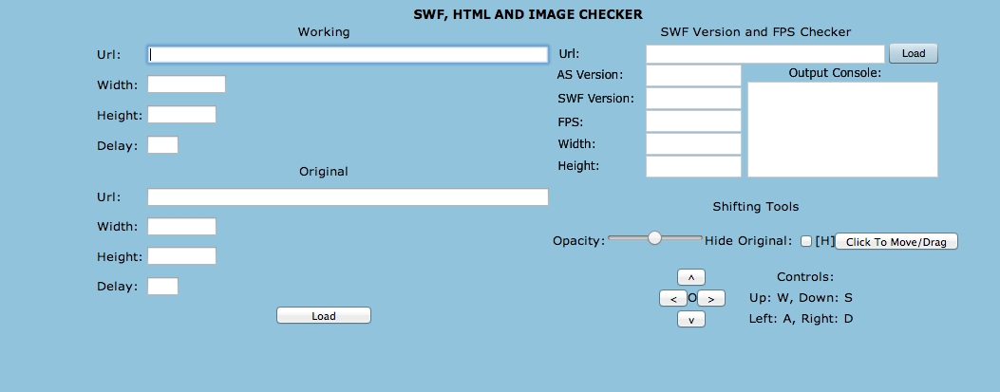 SWF, HTML AND IMAGE CHECKER
Working
Url:
Width:
Height:
Delay:
Original
Url:
Width:
Height:
Delay:
Load
SWF Version and FPS Checker
Url:
Load
AS Version:
Output Console:
SWF Version:
FPS:
Width:
Height:
Shifting Tools
Opacity:
Hide Original:
[H]
Click To Move/Drag
^
< O >
v
Controls:
Up: W, Down: S
Left: A, Right: D